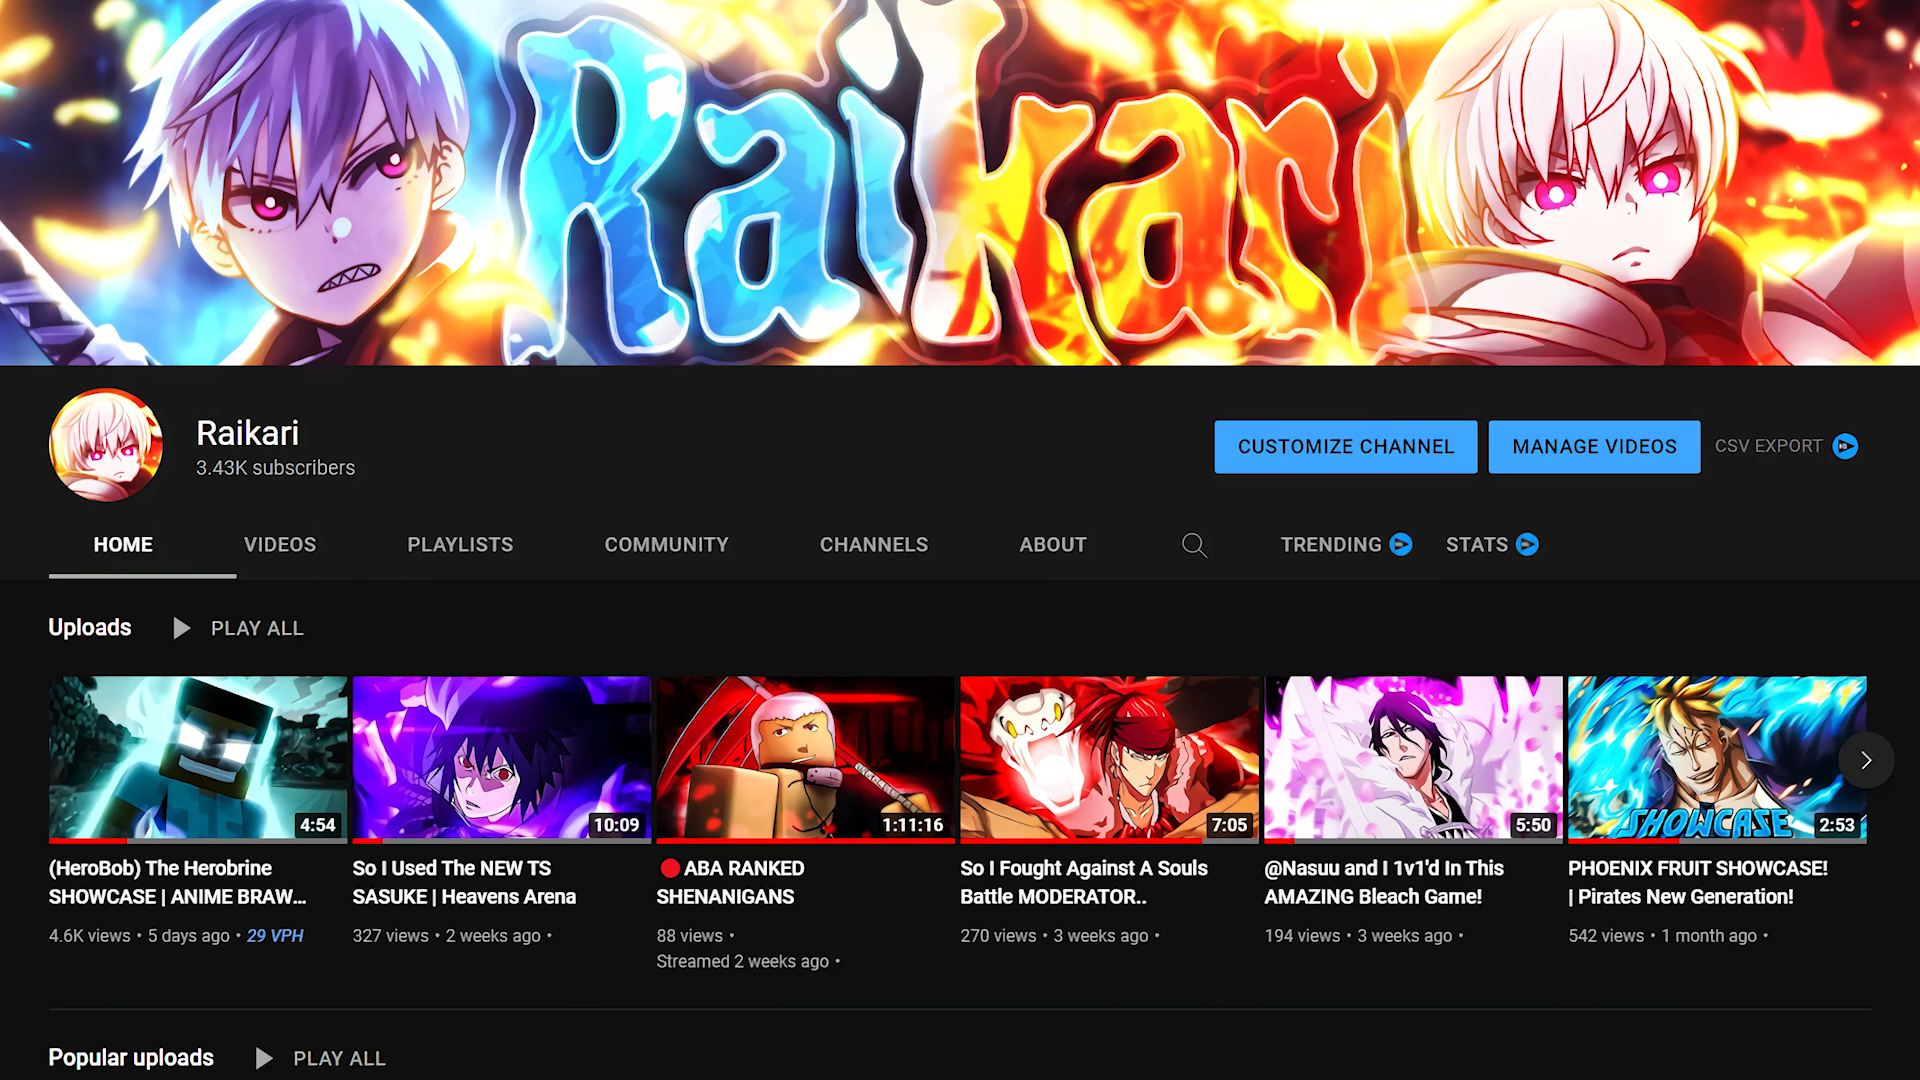 Raikari
Raikari
3.43K subscribers
CUSTOMIZE CHANNEL
MANAGE VIDEOS
CSV EXPORT
HOME
VIDEOS
PLAYLISTS
COMMUNITY
CHANNELS
ABOUT
TRENDING
STATS
Uploads
PLAY ALL
4:54
10:09
1:11:16
7:05
5:50
SHOWCASE
2:53
(HeroBob) The Herobrine
SHOWCASE | ANIME BRAW...
4.6K views • 5 days ago • 29 VPH
So I Used The NEW TS
SASUKE | Heavens Arena
327 views • 2 weeks ago •
🔴 ABA RANKED
SHENANIGANS
88 views •
Streamed 2 weeks ago •
So I Fought Against A Souls
Battle MODERATOR..
270 views • 3 weeks ago •
@Nasuu and I 1v1'd In This
AMAZING Bleach Game!
194 views • 3 weeks ago •
PHOENIX FRUIT SHOWCASE!
| Pirates New Generation!
542 views • 1 month ago •
Popular uploads
PLAY ALL